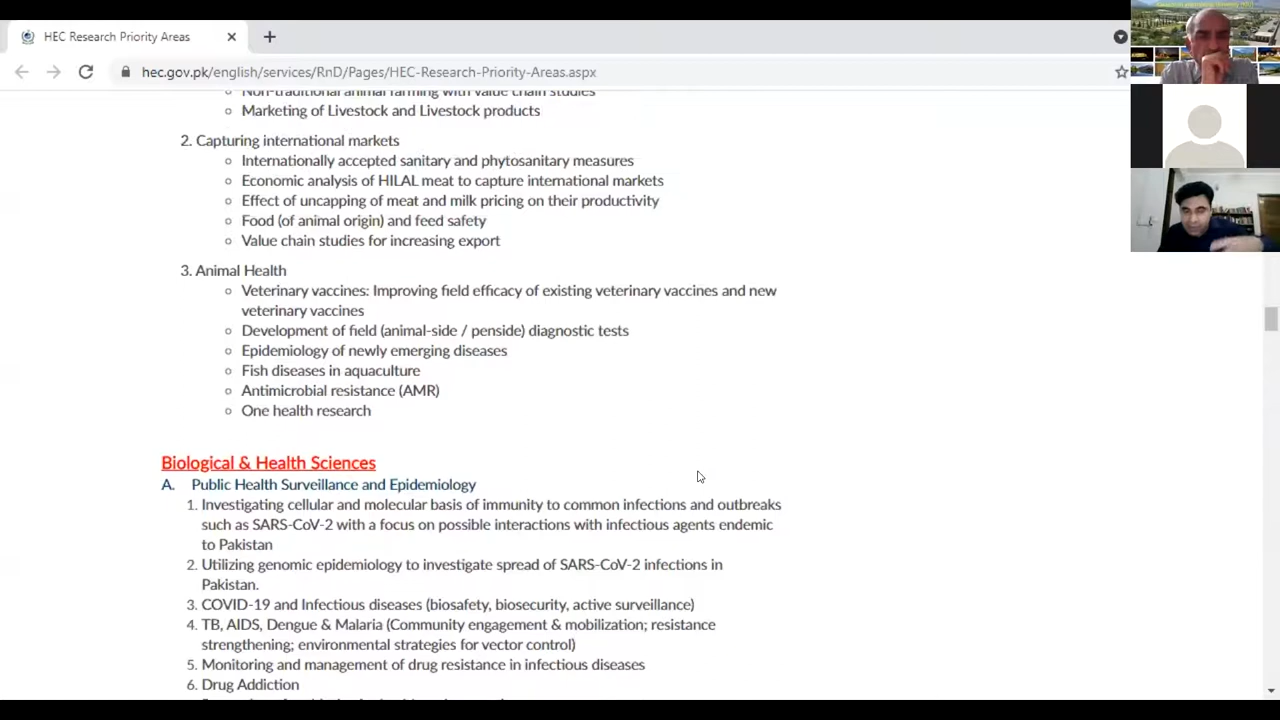 HEC Research Priority Areas
hec.gov.pk/english/services/RnD/Pages/HEC-Research-Priority-Areas.aspx
Non-traditional animal farming with value chain studies
Marketing of Livestock and Livestock products
2. Capturing international markets
Internationally accepted sanitary and phytosanitary measures
Economic analysis of HILAL meat to capture international markets
Effect of uncapping of meat and milk pricing on their productivity
Food (of animal origin) and feed safety
Value chain studies for increasing export
3. Animal Health
Veterinary vaccines: Improving field efficacy of existing veterinary vaccines and new
veterinary vaccines
Development of field (animal-side / penside) diagnostic tests
Epidemiology of newly emerging diseases
Fish diseases in aquaculture
Antimicrobial resistance (AMR)
One health research
Biological & Health Sciences
A. Public Health Surveillance and Epidemiology
1. Investigating cellular and molecular basis of immunity to common infections and outbreaks
such as SARS-CoV-2 with a focus on possible interactions with infectious agents endemic
to Pakistan
2. Utilizing genomic epidemiology to investigate spread of SARS-CoV-2 infections in
Pakistan.
3. COVID-19 and Infectious diseases (biosafety, biosecurity, active surveillance)
4. TB, AIDS, Dengue & Malaria (Community engagement & mobilization; resistance
strengthening; environmental strategies for vector control)
5. Monitoring and management of drug resistance in infectious diseases
6. Drug Addiction